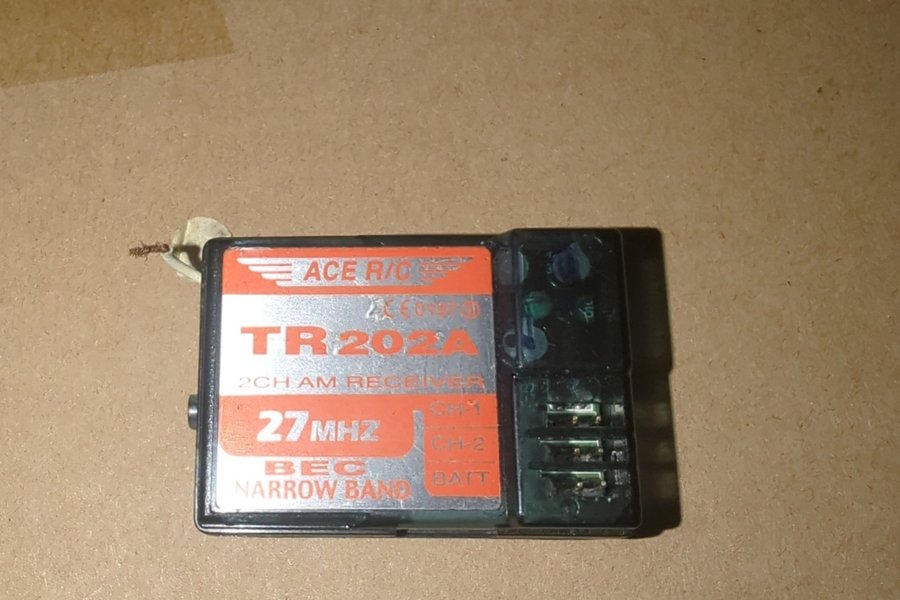 ACE R/C
TR 202A
2CH AM RECEIVER
27MHZ
CH-1
CH-2
BATT
BEC
NARROW BAND